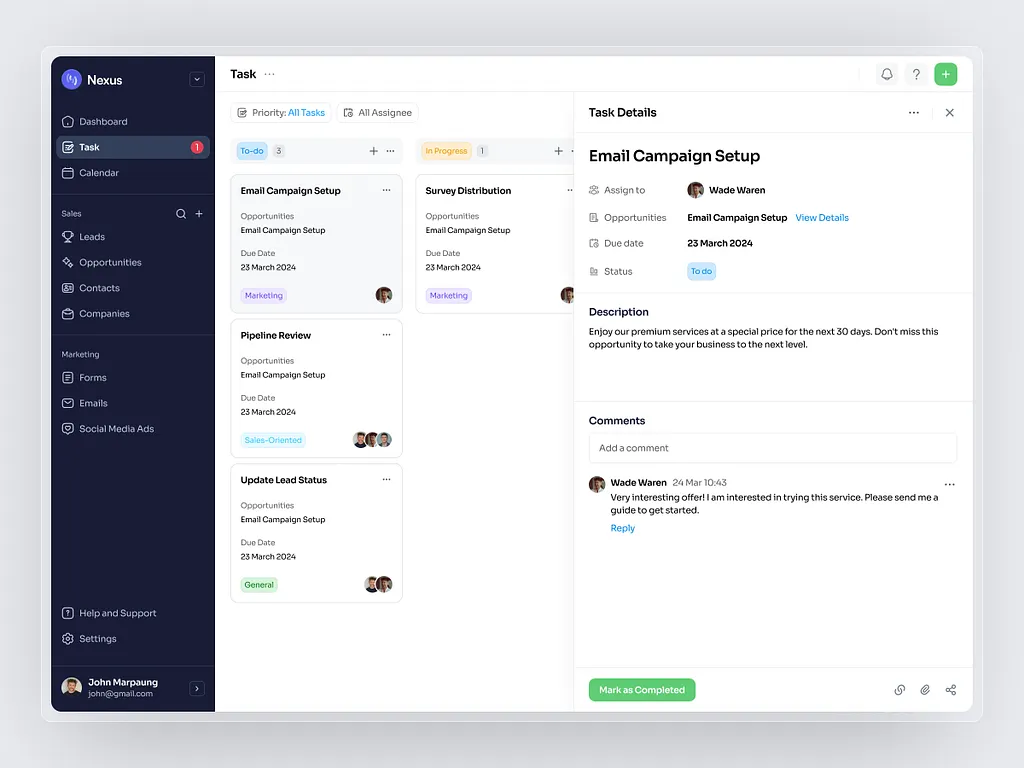 Nexus
Dashboard
Task 1
Calendar
Sales
Leads
Opportunities
Contacts
Companies
Marketing
Forms
Emails
Social Media Ads
Help and Support
Settings
John Marpaung
john@gmail.com
Task
Priority: All Tasks
All Assignee
To-do 3
Email Campaign Setup
Opportunities
Email Campaign Setup
Due Date
23 March 2024
Marketing
Pipeline Review
Opportunities
Email Campaign Setup
Due Date
23 March 2024
Sales-Oriented
Update Lead Status
Opportunities
Email Campaign Setup
Due Date
23 March 2024
General
In Progress 1
Survey Distribution
Opportunities
Email Campaign Setup
Due Date
23 March 2024
Marketing
Task Details
Email Campaign Setup
Assign to Wade Waren
Opportunities Email Campaign Setup View Details
Due date 23 March 2024
Status To do
Description
Enjoy our premium services at a special price for the next 30 days. Don't miss this
opportunity to take your business to the next level.
Comments
Add a comment
Wade Waren 24 Mar 10:43
Very interesting offer! I am interested in trying this service. Please send me a
guide to get started.
Reply
Mark as Completed